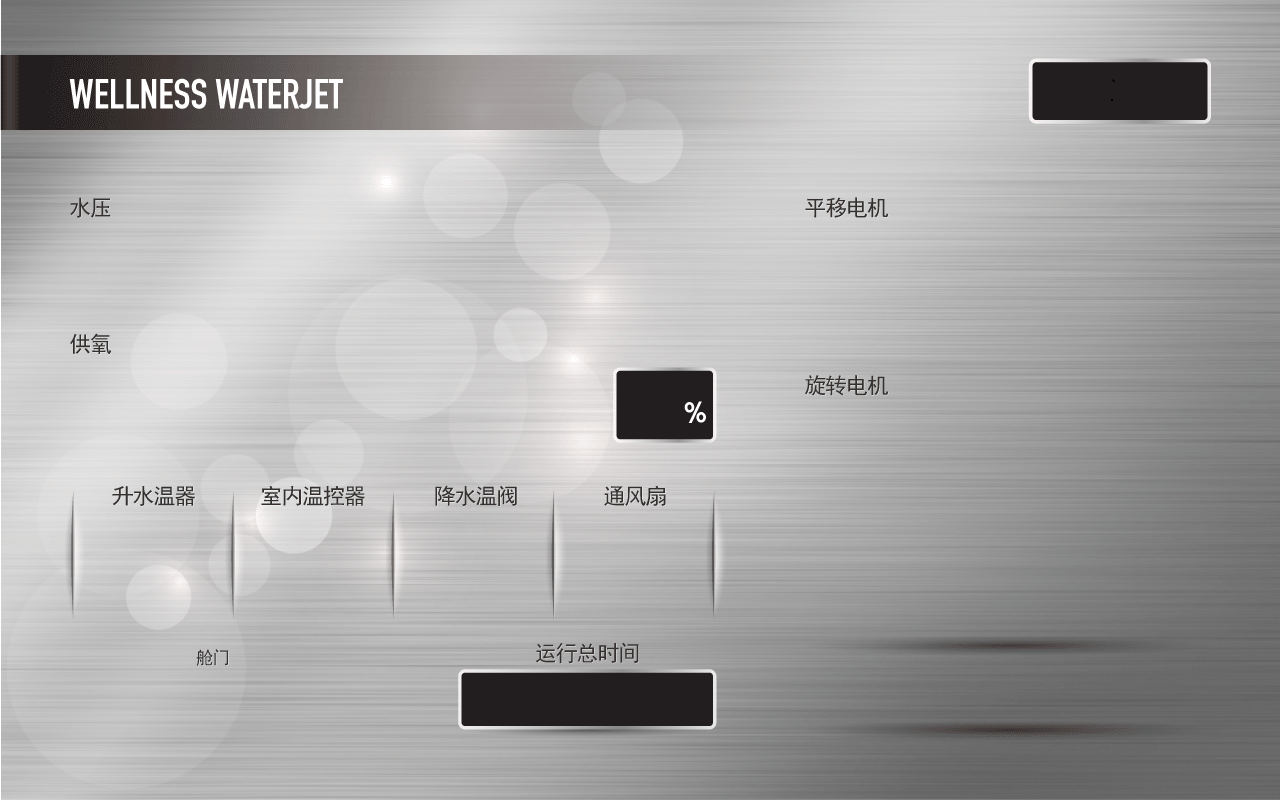 WELLNESS WATERJET
:
水压
平移电机
供氧
旋转电机
%
升水温器
室内温控器
降水温阀
通风扇
舱门
运行总时间